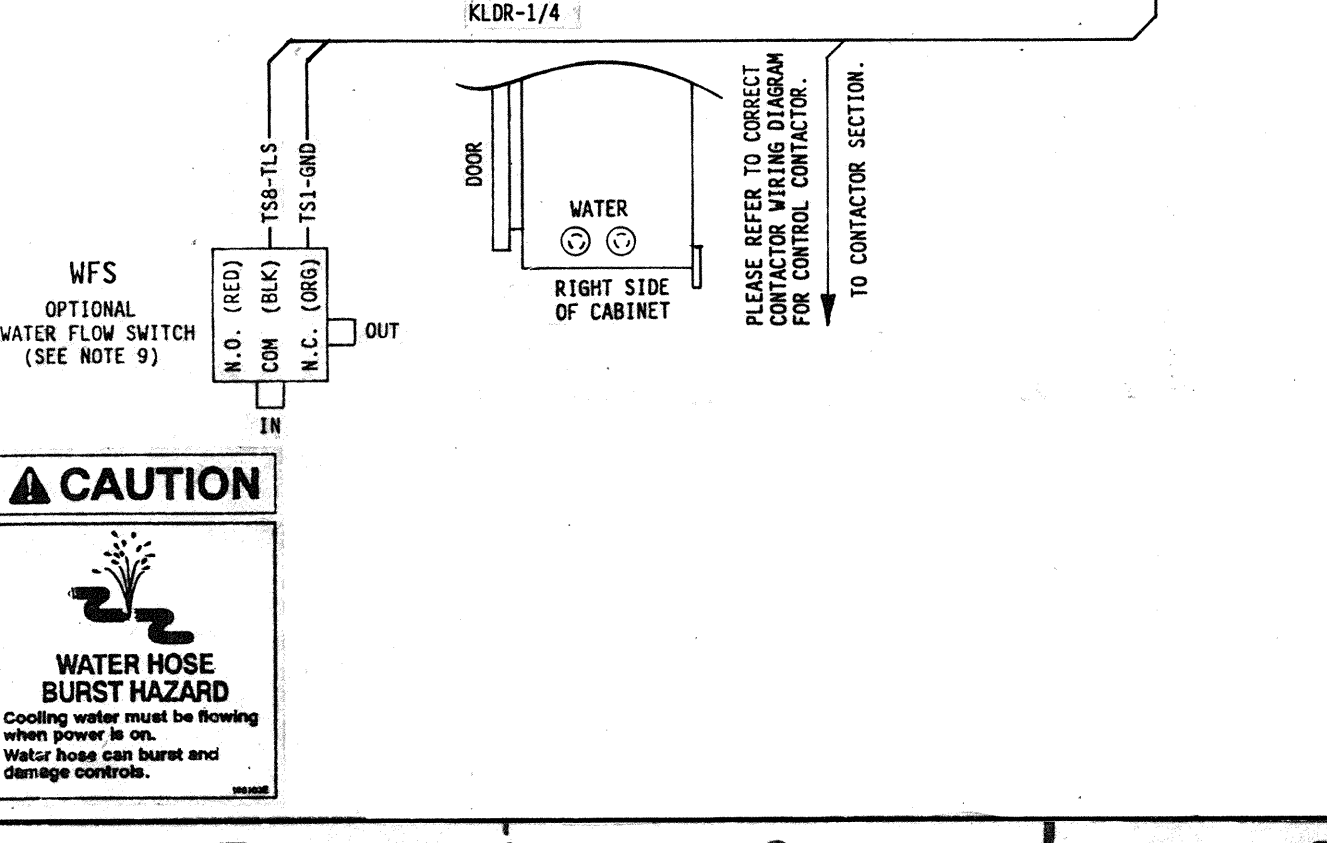 KLDR-1/4
TS8-TLS
TS1-GND
DOOR
WATER
RIGHT SIDE
OF CABINET
PLEASE REFER TO CORRECT
CONTACTOR WIRING DIAGRAM
FOR CONTROL CONTACTOR.
TO CONTACTOR SECTION.
WFS
OPTIONAL
WATER FLOW SWITCH
(SEE NOTE 9)
N.O. (RED)
COM (BLK)
N.C. (ORG)
OUT
IN
CAUTION
WATER HOSE
BURST HAZARD
Cooling water must be flowing
when power is on.
Water hose can burst and
damage controls.